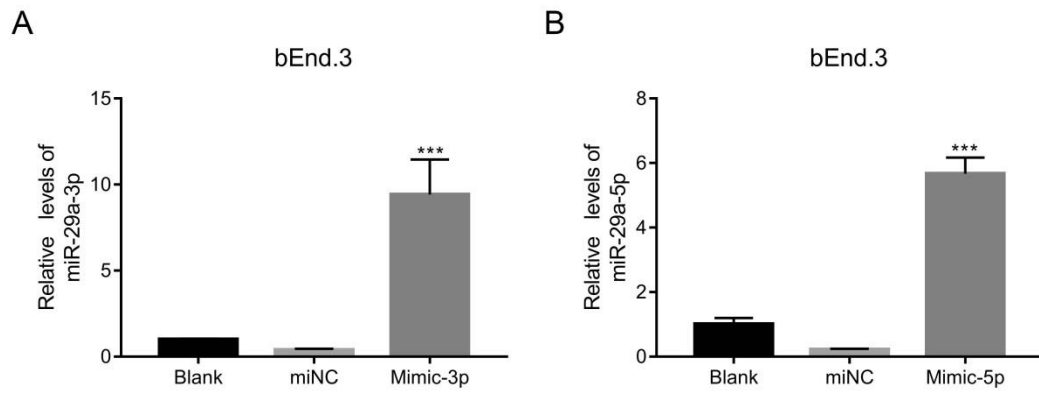 A
bEnd.3
Relative levels of
miR-29a-3p
15
10
5
0
***
Blank
miNC
Mimic-3p
B
bEnd.3
Relative levels of
miR-29a-5p
8
6
4
2
0
***
Blank
miNC
Mimic-5p